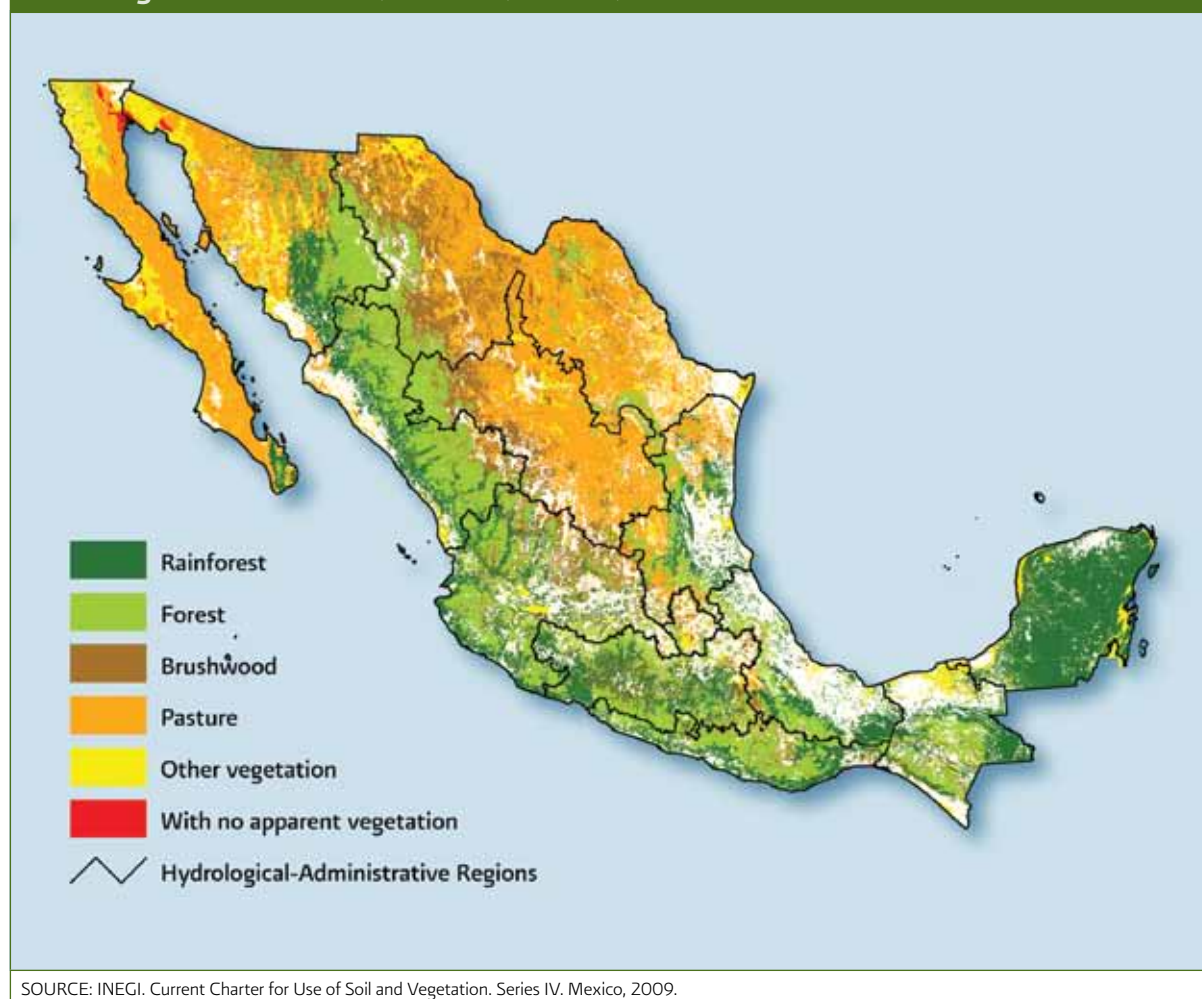 Rainforest
Forest
Brushwood
Pasture
Other vegetation
With no apparent vegetation
Hydrological-Administrative Regions
SOURCE: INEGI. Current Charter for Use of Soil and Vegetation. Series IV. Mexico, 2009.